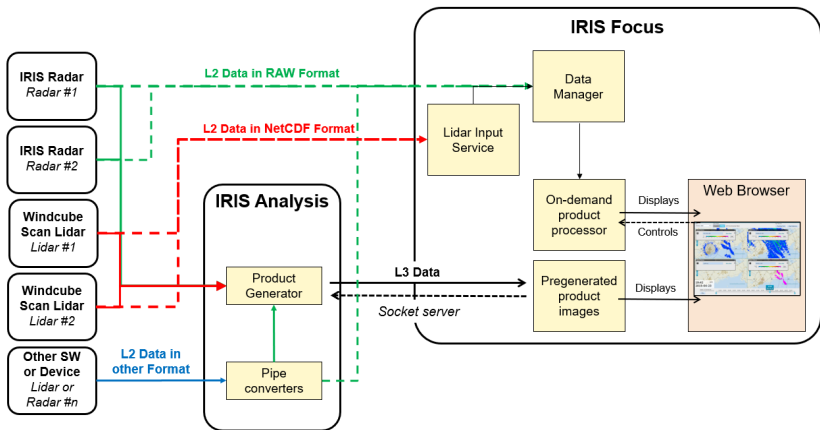 IRIS Focus
IRIS Radar
Radar #1
L2 Data in RAW Format
Data
Manager
IRIS Radar
Radar #2
L2 Data in NetCDF Format
Lidar Input
Service
IRIS Analysis
Windcube
Scan Lidar
Lidar #1
On-demand
product
processor
Displays
Controls
Web Browser
Windcube
Scan Lidar
Lidar #2
Product
Generator
L3 Data
Socket server
Pregenerated
product
images
Displays
Other SW
or Device
Lidar or
Radar #n
L2 Data in
other Format
Pipe
converters